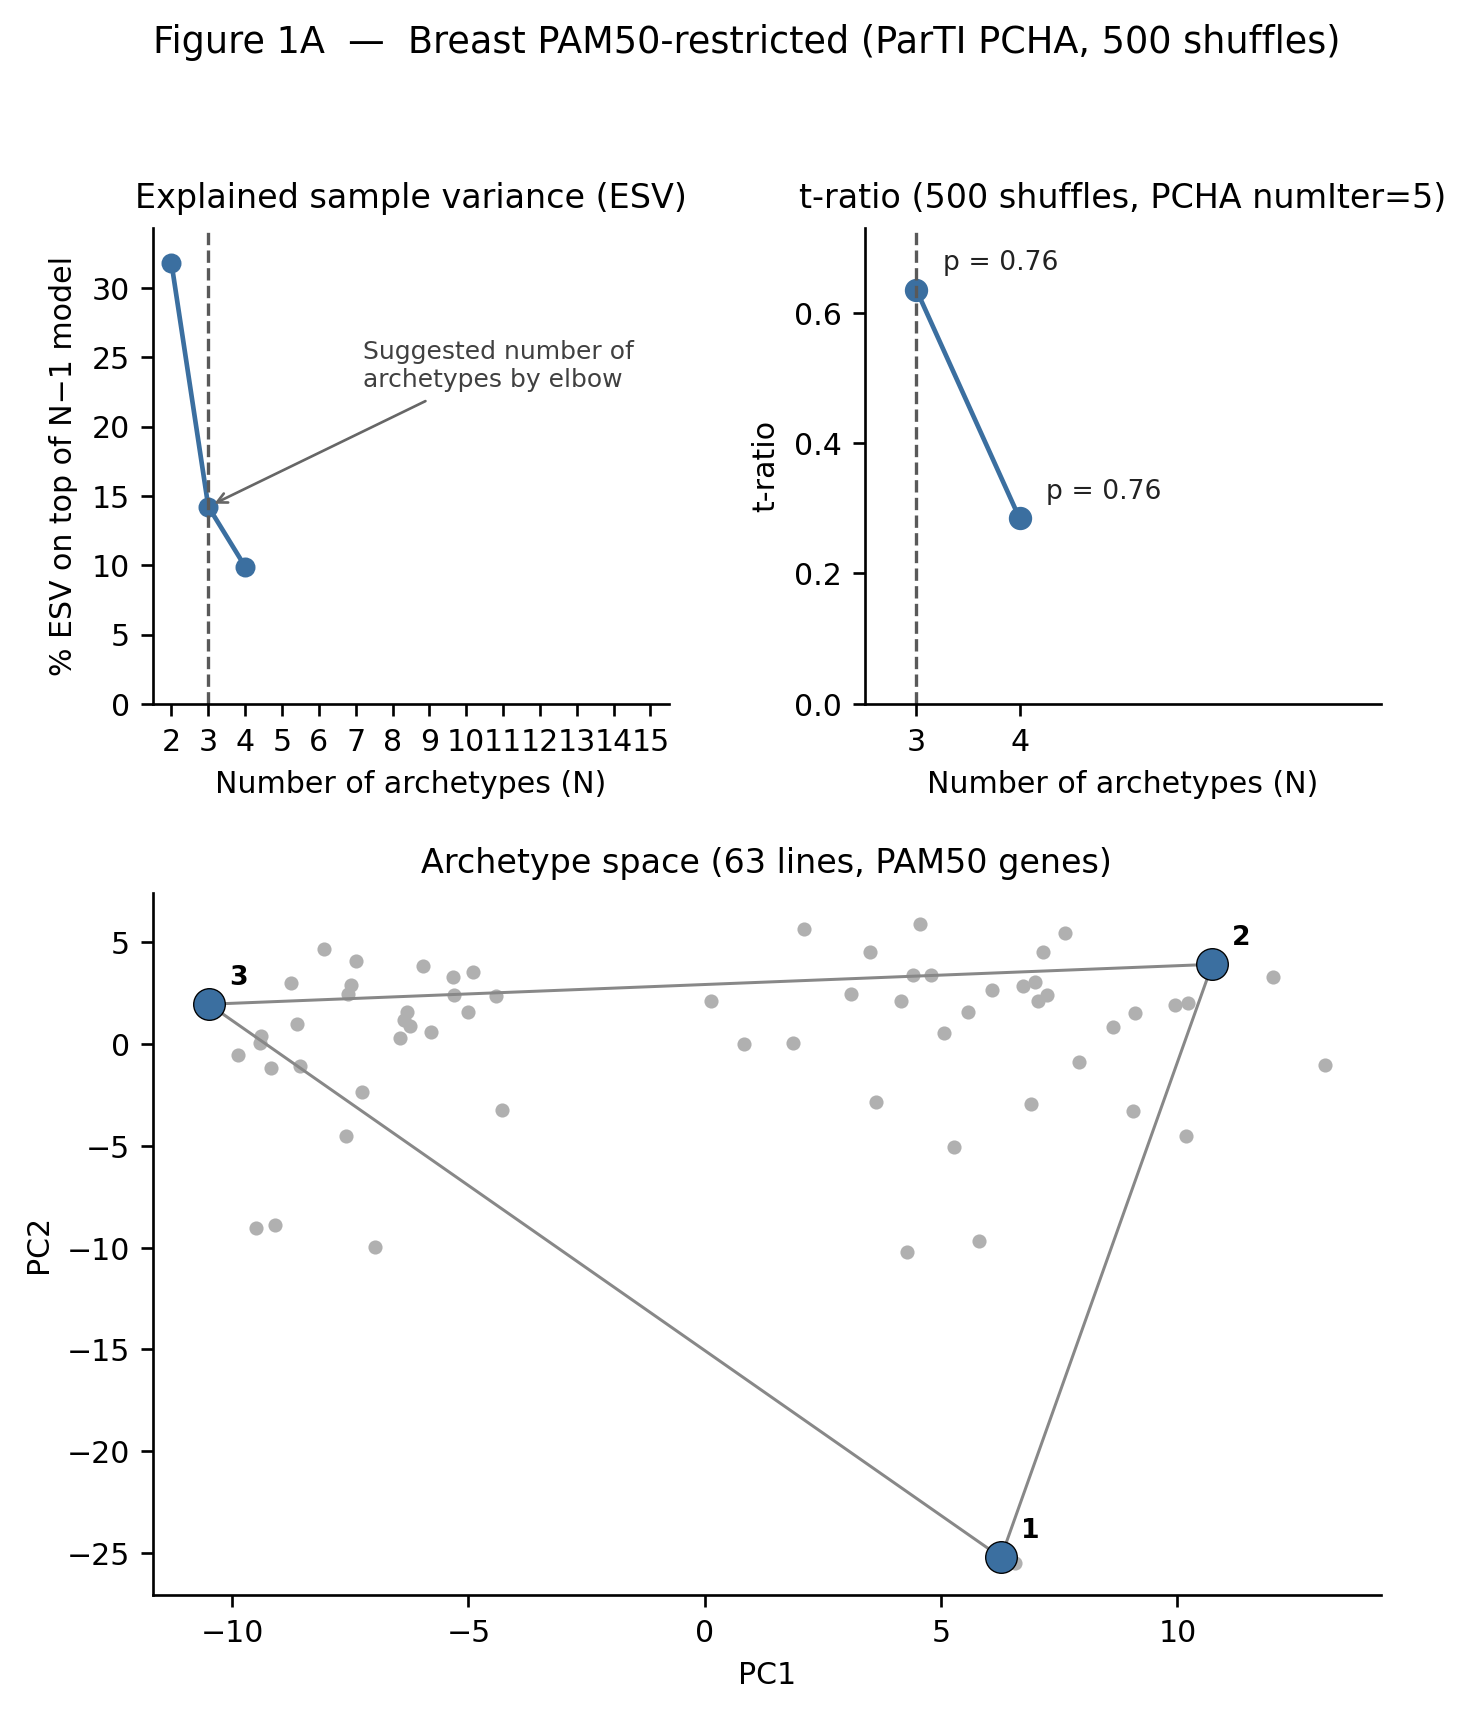 Figure 1A — Breast PAM50-restricted (ParTI PCHA, 500 shuffles)
Explained sample variance (ESV)
% ESV on top of N−1 model
30
25
20
15
10
5
0
Suggested number of
archetypes by elbow
2 3 4 5 6 7 8 9 10 11 12 13 14 15
Number of archetypes (N)
t-ratio (500 shuffles, PCHA numIter=5)
t-ratio
0.6
0.4
0.2
0.0
p = 0.76
p = 0.76
3 4
Number of archetypes (N)
Archetype space (63 lines, PAM50 genes)
PC2
5
0
−5
−10
−15
−20
−25
3
2
1
−10 −5 0 5 10
PC1